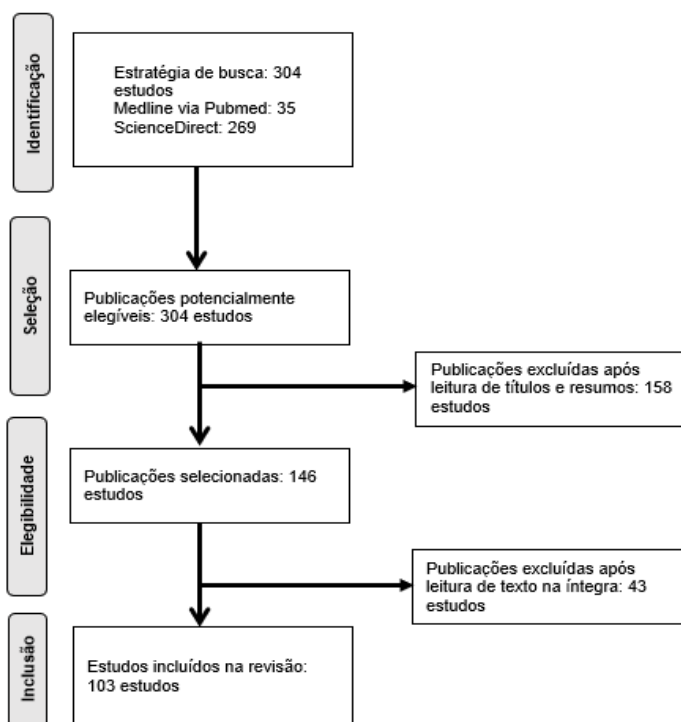 Identificação
Estratégia de busca: 304
estudos
Medline via Pubmed: 35
ScienceDirect: 269
Seleção
Publicações potencialmente
elegíveis: 304 estudos
Publicações excluídas após
leitura de títulos e resumos: 158
estudos
Elegibilidade
Publicações selecionadas: 146
estudos
Publicações excluídas após
leitura de texto na íntegra: 43
estudos
Inclusão
Estudos incluídos na revisão:
103 estudos